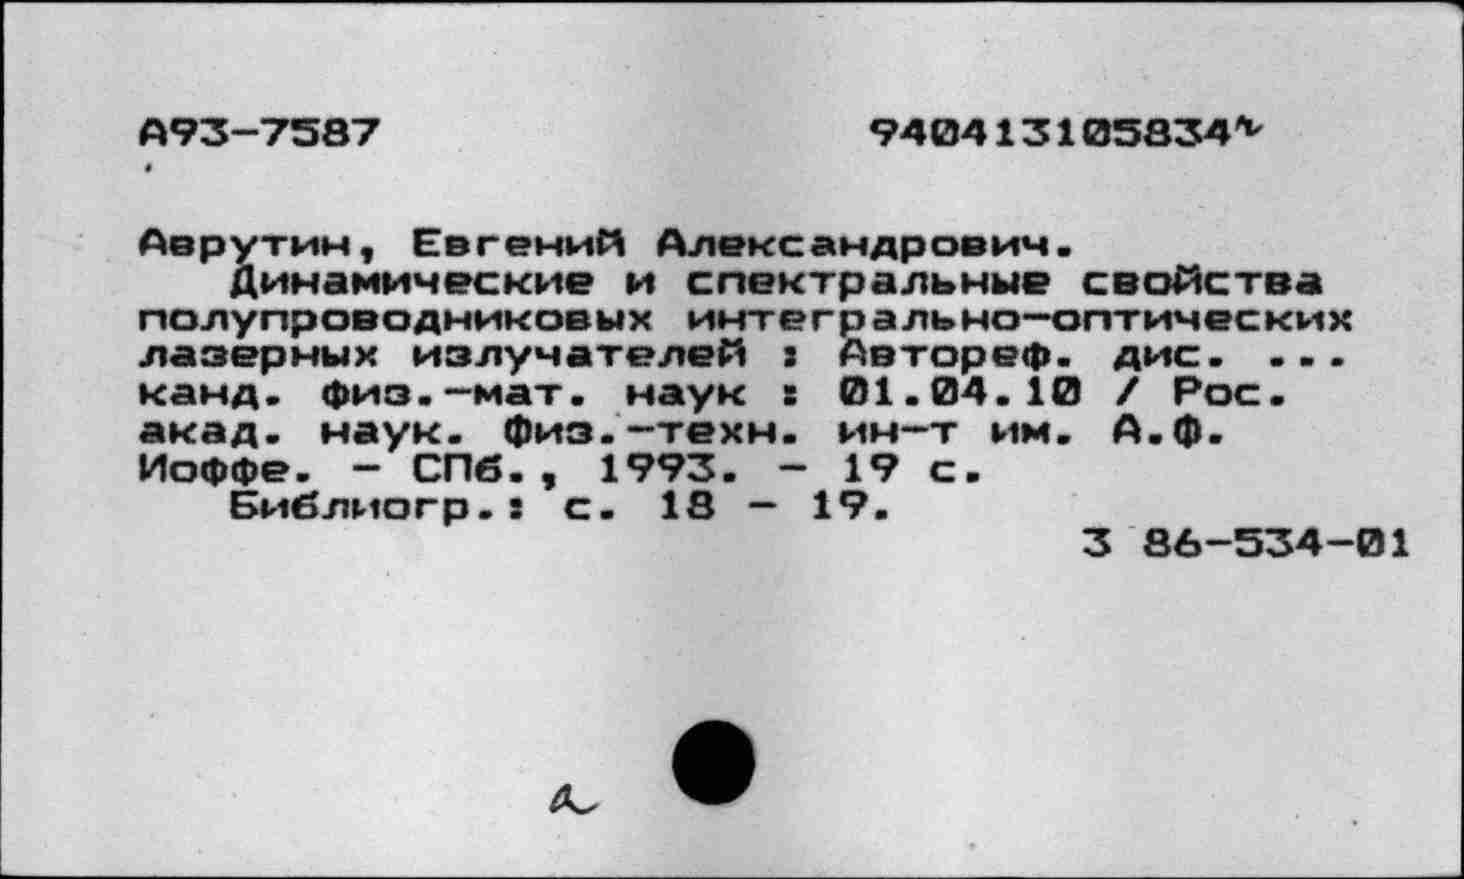 А93-7587 940413105834
Аврутин, Евгений Александрович.
Динамические и спектральные свойства
полупроводниковых интегрально-оптических
лазерных излучателей : Автореф. дис. ...
канд. физ.-мат. наук : 01.04.10 / Рос.
акад. наук. Физ.-техн. ин-т им. А.Ф.
Иоффе. - СПб., 1993. - 19 с.
Библиогр.: с. 18 - 19.
3 86-534-01